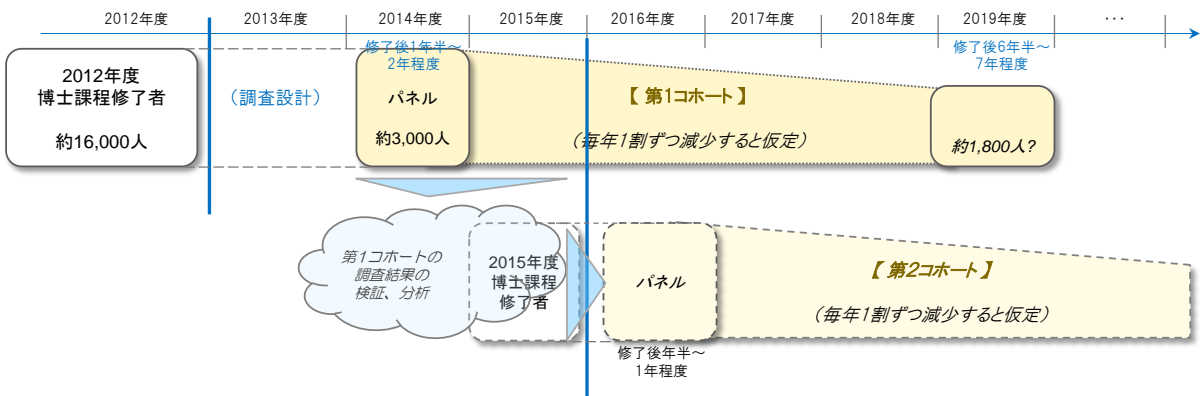 2012年度
2013年度
2014年度
2015年度
2016年度
2017年度
2018年度
2019年度
…
2012年度
博士課程修了者
約16,000人
（調査設計）
修了後1年半～
2年程度
パネル
約3,000人
【 第1コホート 】
（毎年1割ずつ減少すると仮定）
修了後6年半～
7年程度
約1,800人?
第1コホートの
調査結果の
検証、分析
2015年度
博士課程
修了者
パネル
修了後年半～
1年程度
【 第2コホート 】
（毎年1割ずつ減少すると仮定）